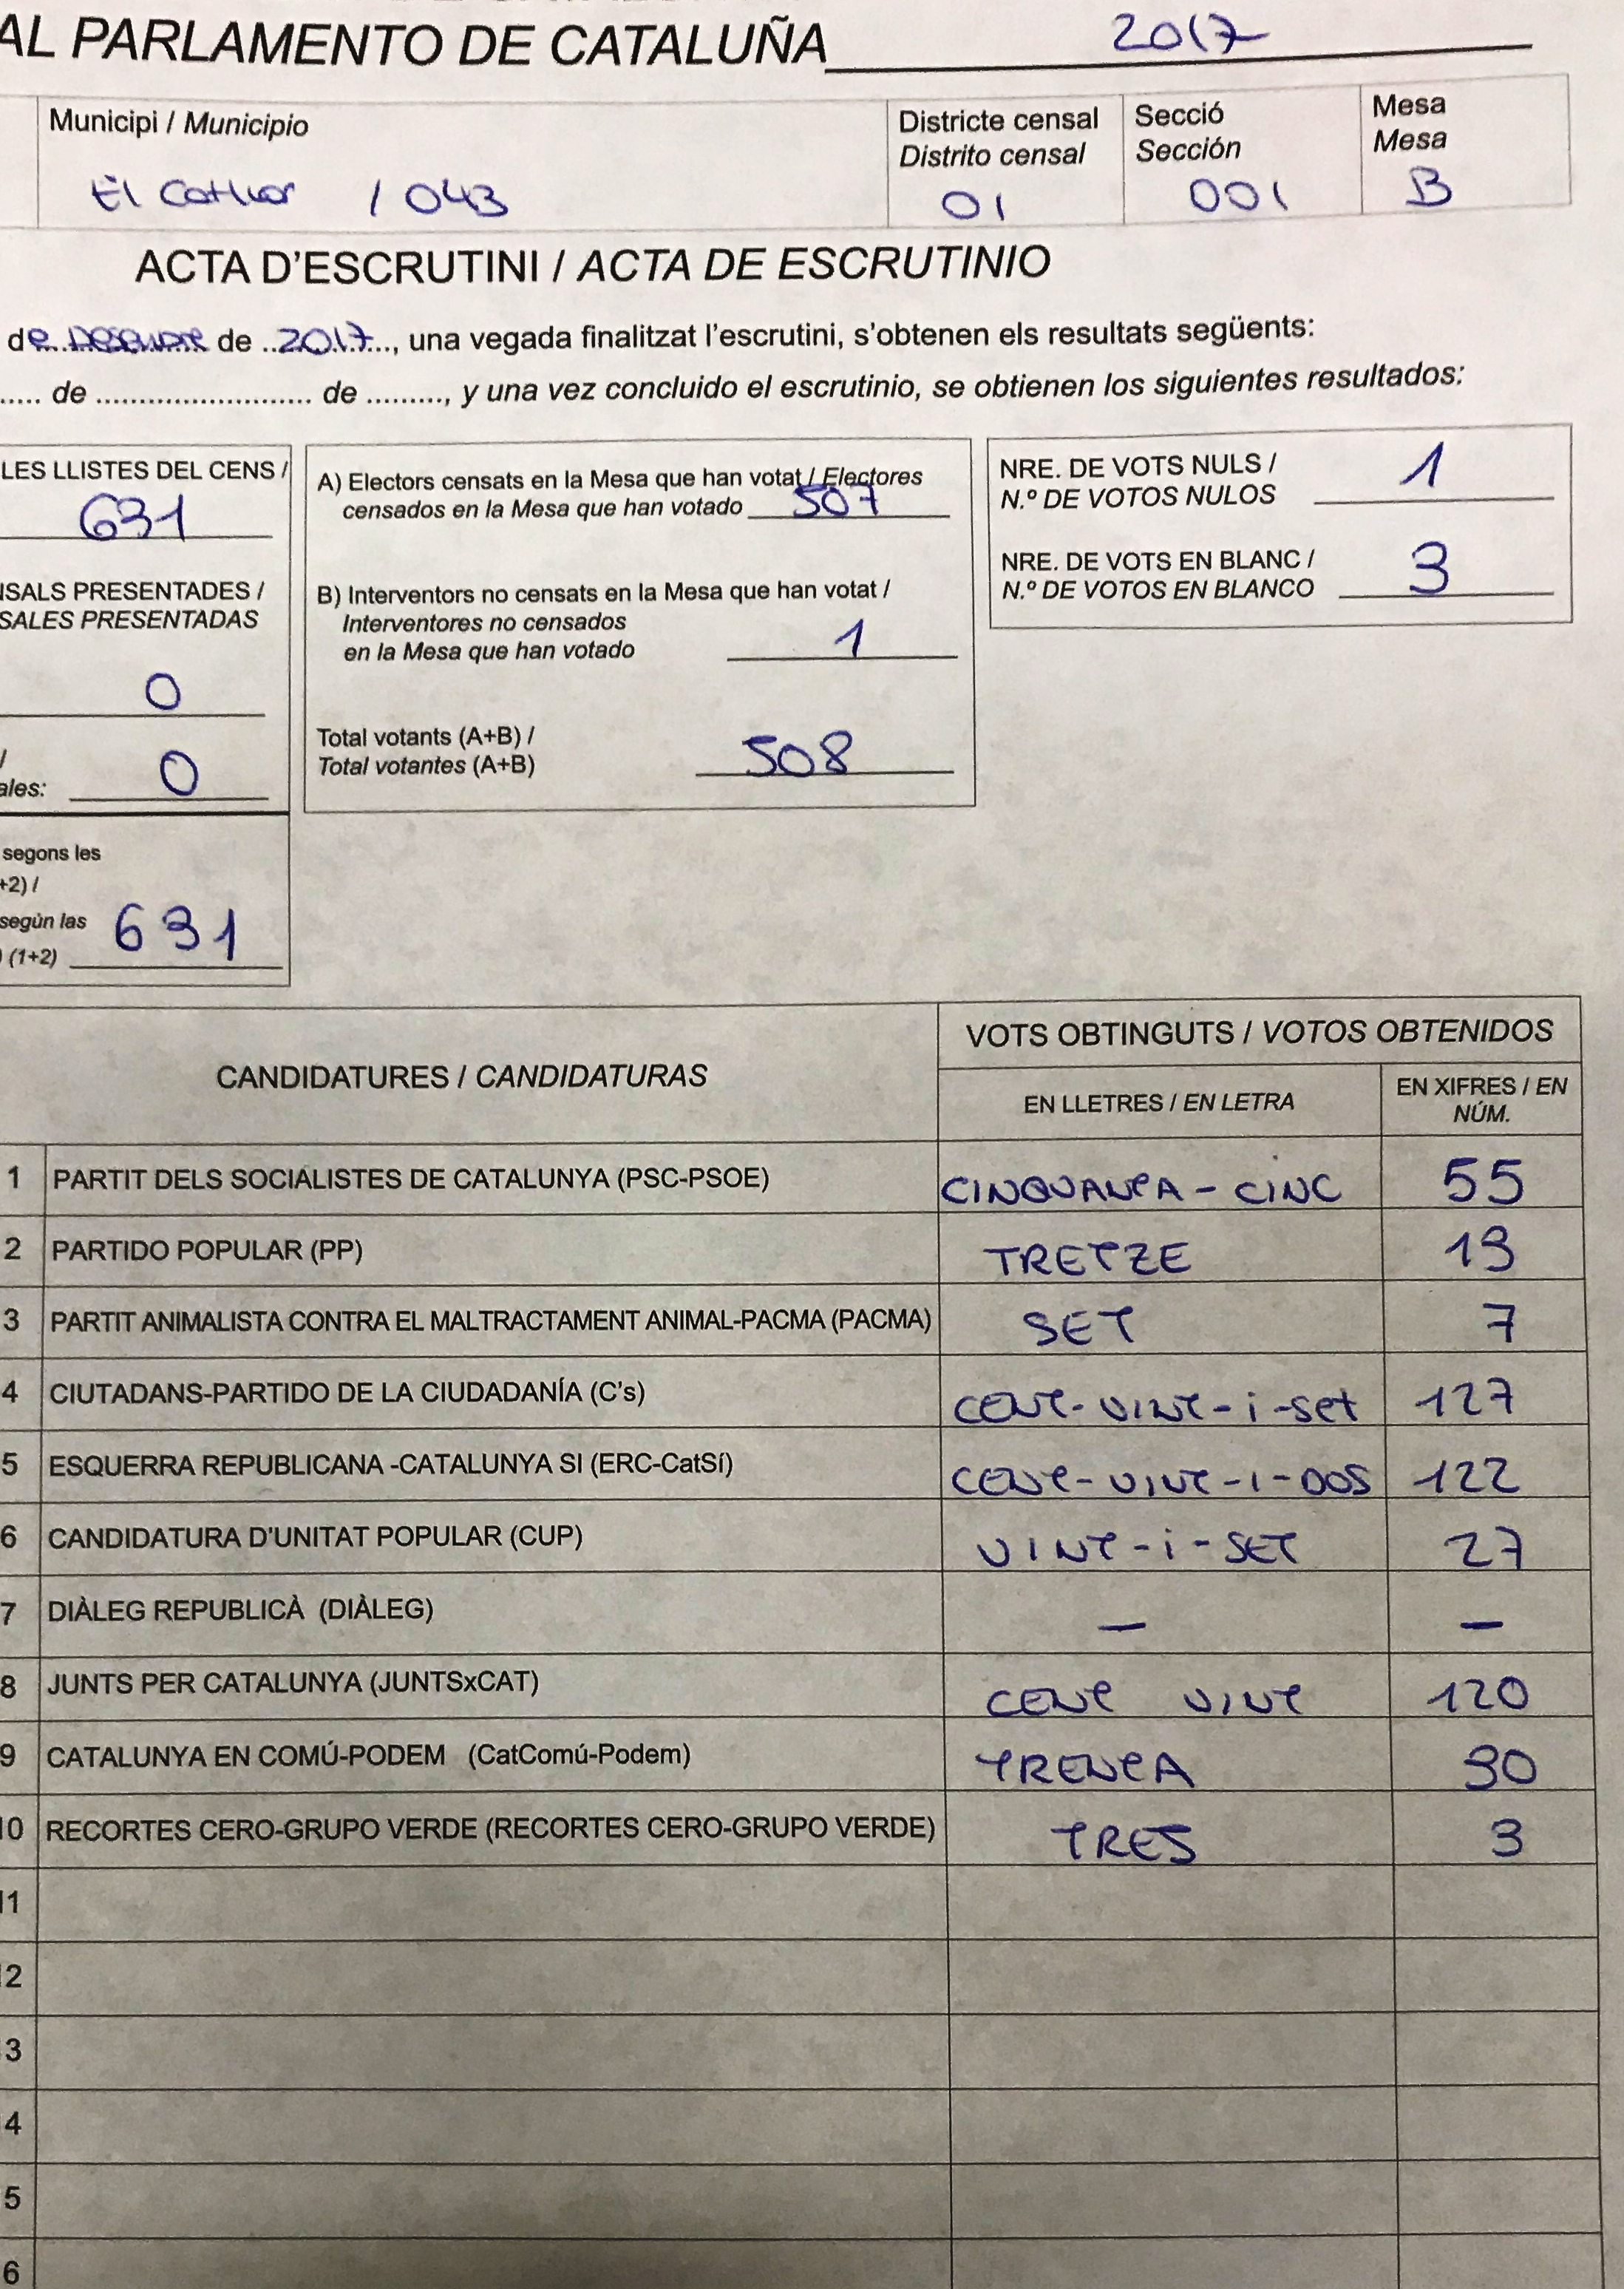 AL PARLAMENTO DE CATALUÑA 2017
Municipi / Municipio
El Catllar / 043
Districte censal
Distrito censal
01
Secció
Sección
001
Mesa
Mesa
B
ACTA D'ESCRUTINI / ACTA DE ESCRUTINIO
de Desembre de 2017, una vegada finalitzat l'escrutini, s'obtenen els resultats següents:
..... de ........................ de ........., y una vez concluido el escrutinio, se obtienen los siguientes resultados:
LES LLISTES DEL CENS /
631
NSALS PRESENTADES /
SALES PRESENTADAS
0
/
ales: 0
segons les
+2) /
según las
(1+2) 631
A) Electors censats en la Mesa que han votat / Electores
censados en la Mesa que han votado 507
B) Interventors no censats en la Mesa que han votat /
Interventores no censados
en la Mesa que han votado 1
Total votants (A+B) /
Total votantes (A+B) 508
NRE. DE VOTS NULS /
N.º DE VOTOS NULOS 1
NRE. DE VOTS EN BLANC /
N.º DE VOTOS EN BLANCO 3
CANDIDATURES / CANDIDATURAS
VOTS OBTINGUTS / VOTOS OBTENIDOS
EN LLETRES / EN LETRA
EN XIFRES / EN
NÚM.
1 PARTIT DELS SOCIALISTES DE CATALUNYA (PSC-PSOE) CINQUANTA - CINC 55
2 PARTIDO POPULAR (PP) TRETZE 13
3 PARTIT ANIMALISTA CONTRA EL MALTRACTAMENT ANIMAL-PACMA (PACMA) SET 7
4 CIUTADANS-PARTIDO DE LA CIUDADANÍA (C's) CENT-VINT-i-set 127
5 ESQUERRA REPUBLICANA -CATALUNYA SI (ERC-CatSí) CENT-VINT-I-DOS 122
6 CANDIDATURA D'UNITAT POPULAR (CUP) VINT-i-SET 27
7 DIÀLEG REPUBLICÀ (DIÀLEG) — —
8 JUNTS PER CATALUNYA (JUNTSxCAT) CENT VINT 120
9 CATALUNYA EN COMÚ-PODEM (CatComú-Podem) TRENTA 30
10 RECORTES CERO-GRUPO VERDE (RECORTES CERO-GRUPO VERDE) TRES 3
11
12
3
4
5
6